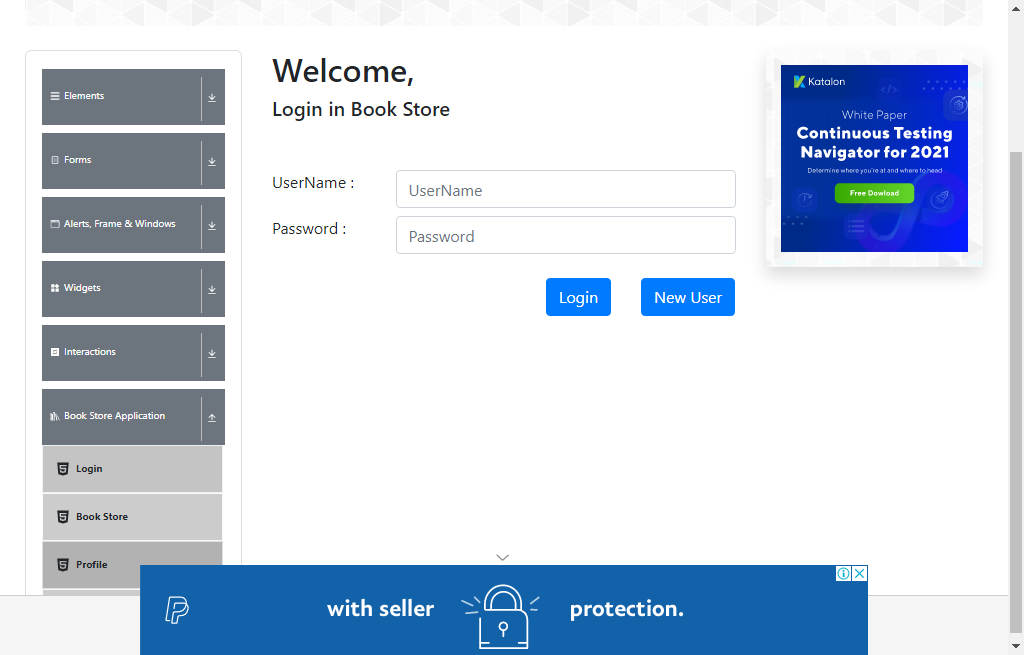 Elements
Forms
Alerts, Frame & Windows
Widgets
Interactions
Book Store Application
Login
Book Store
Profile
Welcome,
Login in Book Store
UserName :
UserName
Password :
Password
Login
New User
Katalon
White Paper
Continuous Testing
Navigator for 2021
Determine where you're at and where to head
Free Dowload
with seller
protection.